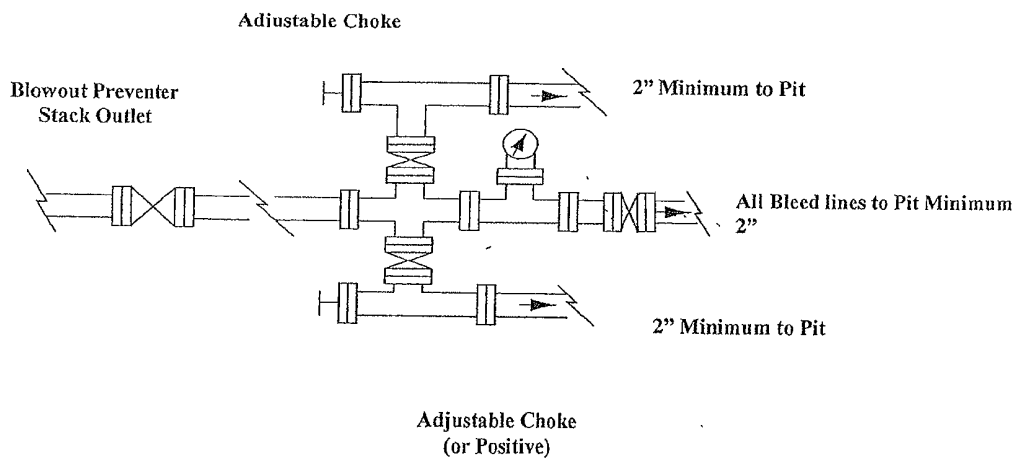 Adjustable Choke
Blowout Preventer
Stack Outlet
2” Minimum to Pit
All Bleed lines to Pit Minimum
2”
2” Minimum to Pit
Adjustable Choke
(or Positive)